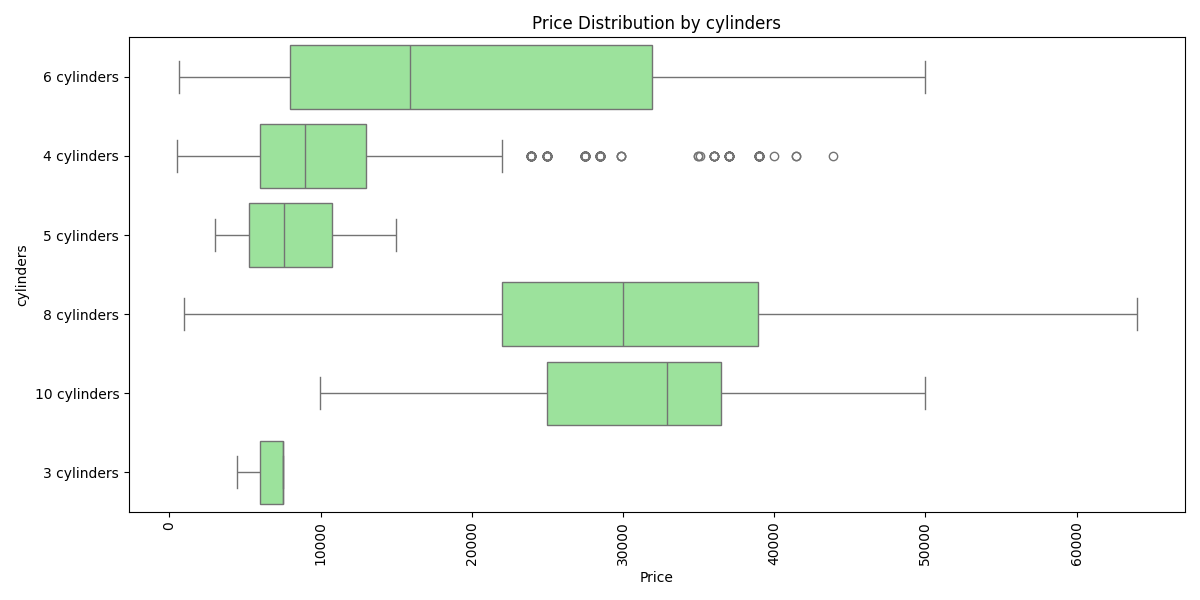 Price Distribution by cylinders
6 cylinders
4 cylinders
5 cylinders
8 cylinders
10 cylinders
3 cylinders
cylinders
0
10000
20000
30000
40000
50000
60000
Price